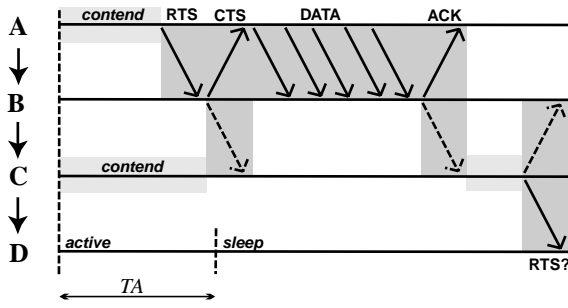 contend RTS CTS DATA ACK
A
B
contend
C
active sleep
D
RTS?
TA